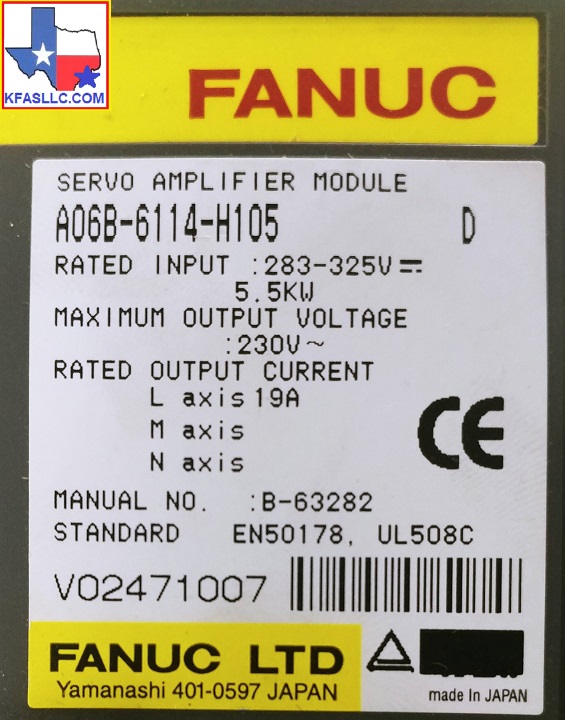 KFASLLC.COM
FANUC
SERVO AMPLIFIER MODULE
A06B-6114-H105 D
RATED INPUT :283-325V⎓
5.5KW
MAXIMUM OUTPUT VOLTAGE
:230V~
RATED OUTPUT CURRENT
L axis 19A
M axis
N axis
CE
MANUAL NO. :B-63282
STANDARD EN50178, UL508C
V02471007
FANUC LTD
Yamanashi 401-0597 JAPAN
made in JAPAN